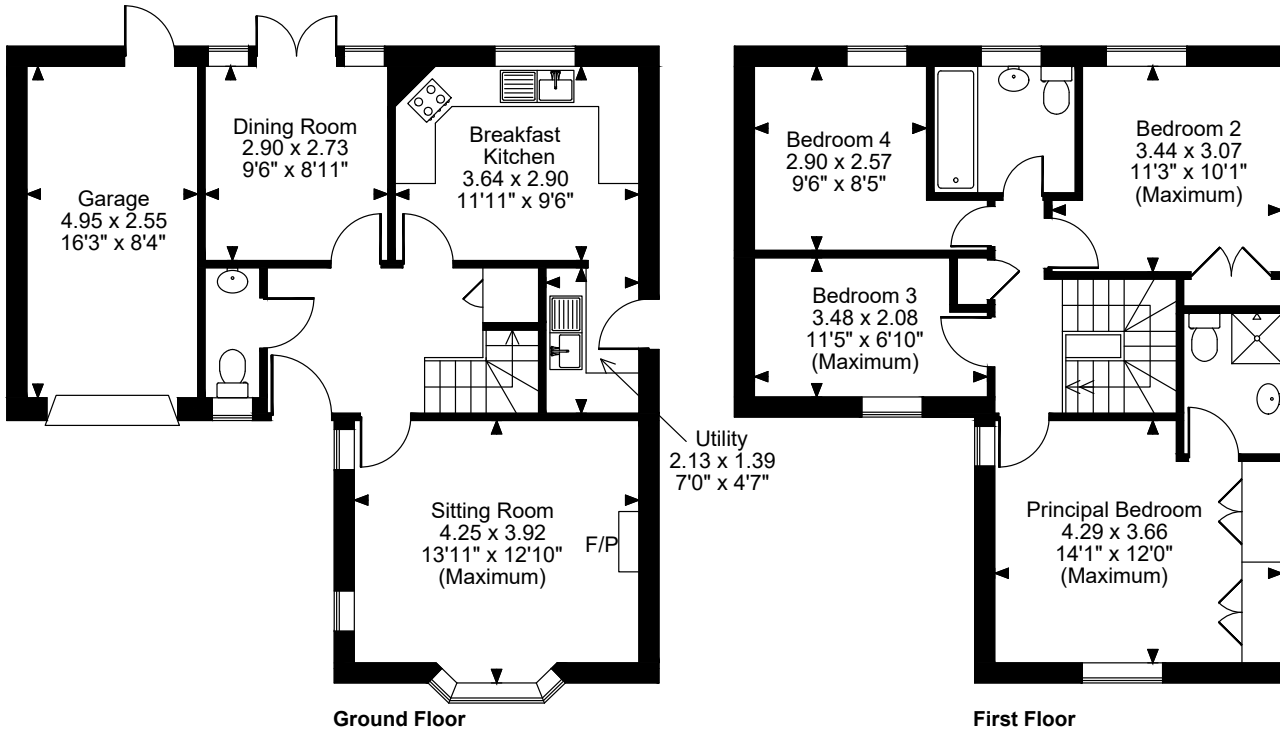 Garage
4.95 x 2.55
16'3" x 8'4"
Dining Room
2.90 x 2.73
9'6" x 8'11"
Breakfast
Kitchen
3.64 x 2.90
11'11" x 9'6"
Utility
2.13 x 1.39
7'0" x 4'7"
Sitting Room
4.25 x 3.92
13'11" x 12'10"
(Maximum)
F/P
Ground Floor
Bedroom 4
2.90 x 2.57
9'6" x 8'5"
Bedroom 2
3.44 x 3.07
11'3" x 10'1"
(Maximum)
Bedroom 3
3.48 x 2.08
11'5" x 6'10"
(Maximum)
Principal Bedroom
4.29 x 3.66
14'1" x 12'0"
(Maximum)
First Floor